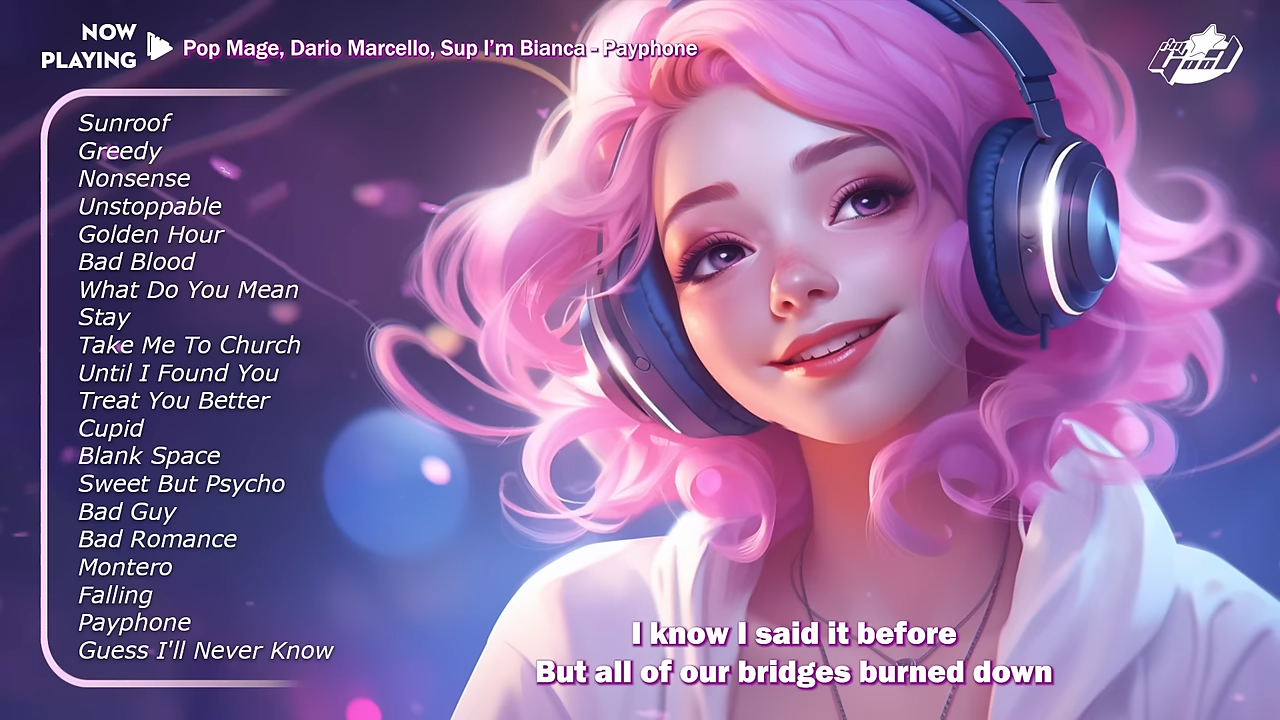 NOW
PLAYING
Pop Mage, Dario Marcello, Sup I'm Bianca - Payphone
Sunroof
Greedy
Nonsense
Unstoppable
Golden Hour
Bad Blood
What Do You Mean
Stay
Take Me To Church
Until I Found You
Treat You Better
Cupid
Blank Space
Sweet But Psycho
Bad Guy
Bad Romance
Montero
Falling
Payphone
Guess I'll Never Know
I know I said it before
But all of our bridges burned down